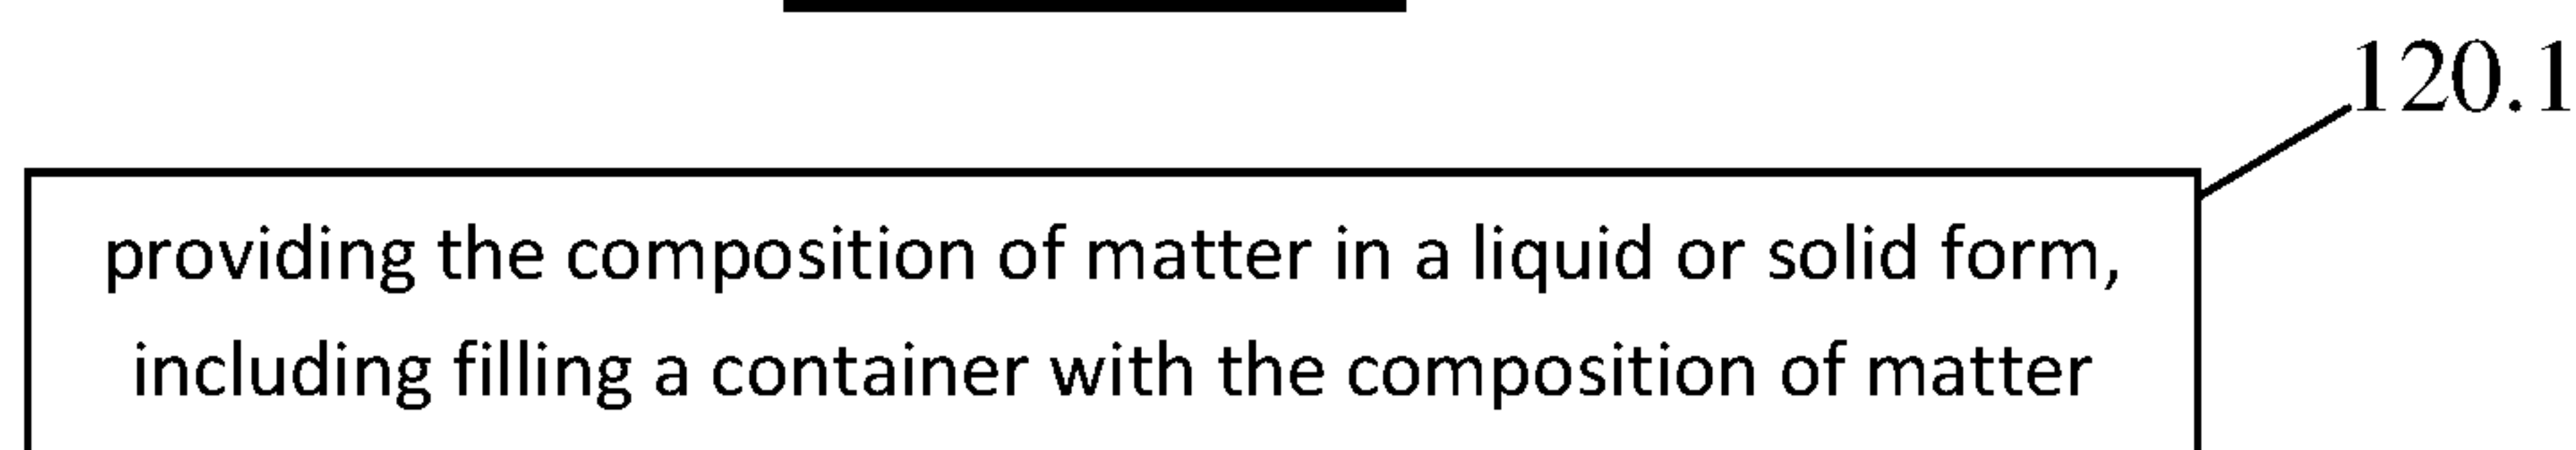 120.1
providing the composition of matter in a liquid or solid form,
including filling a container with the composition of matter